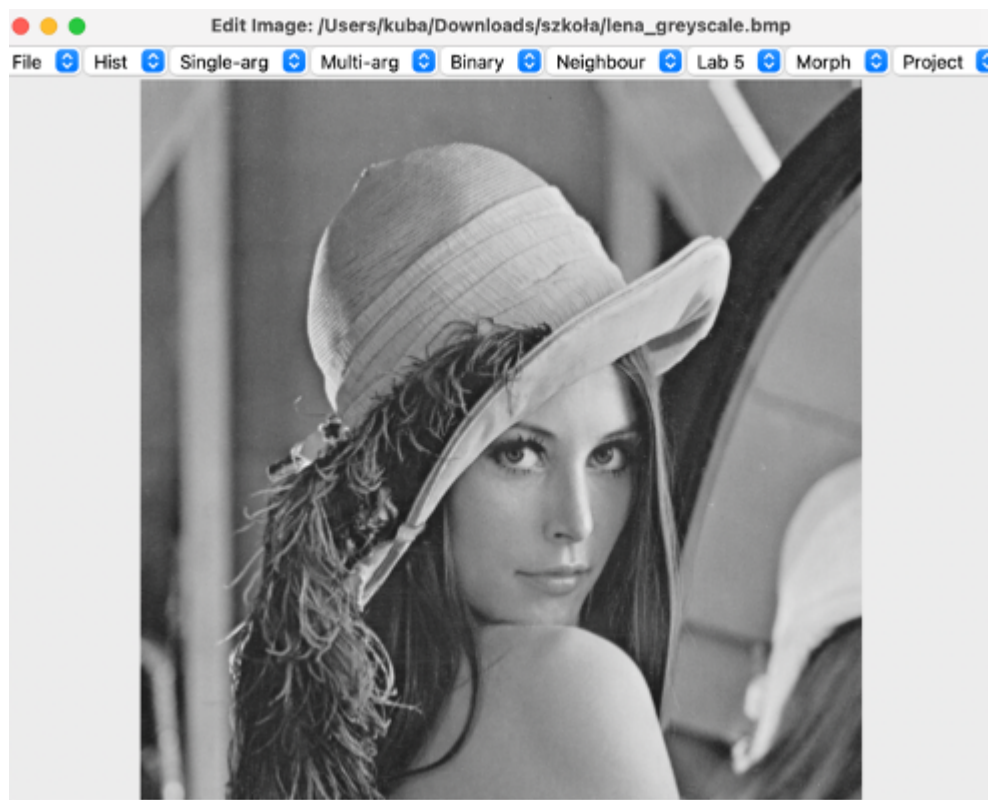 Edit Image: /Users/kuba/Downloads/szkoła/lena_greyscale.bmp
File Hist Single-arg Multi-arg Binary Neighbour Lab 5 Morph Project